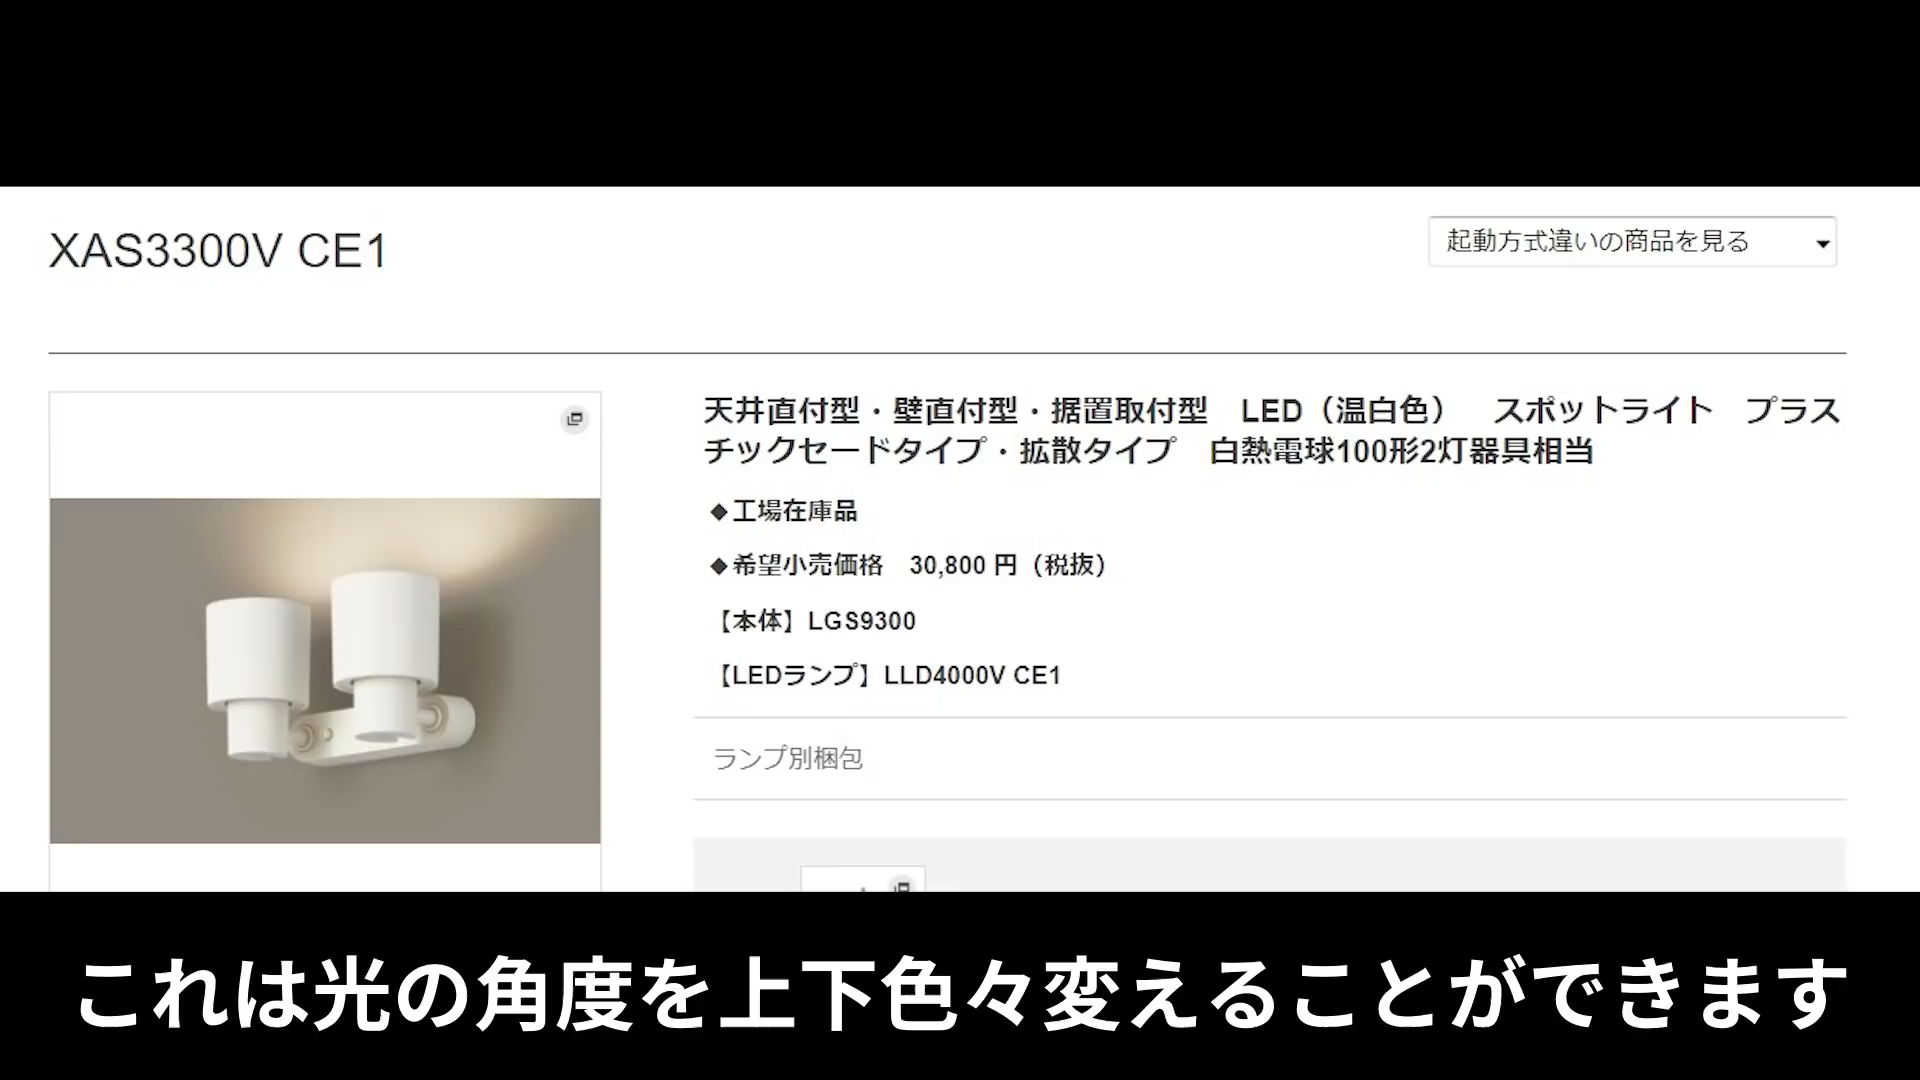 XAS3300V CE1
起動方式違いの商品を見る
天井直付型・壁直付型・据置取付型　LED（温白色）　スポットライト　プラス
チックセードタイプ・拡散タイプ　白熱電球100形2灯器具相当
◆工場在庫品
◆希望小売価格　30,800 円（税抜）
【本体】LGS9300
【LEDランプ】LLD4000V CE1
ランプ別梱包
これは光の角度を上下色々変えることができます